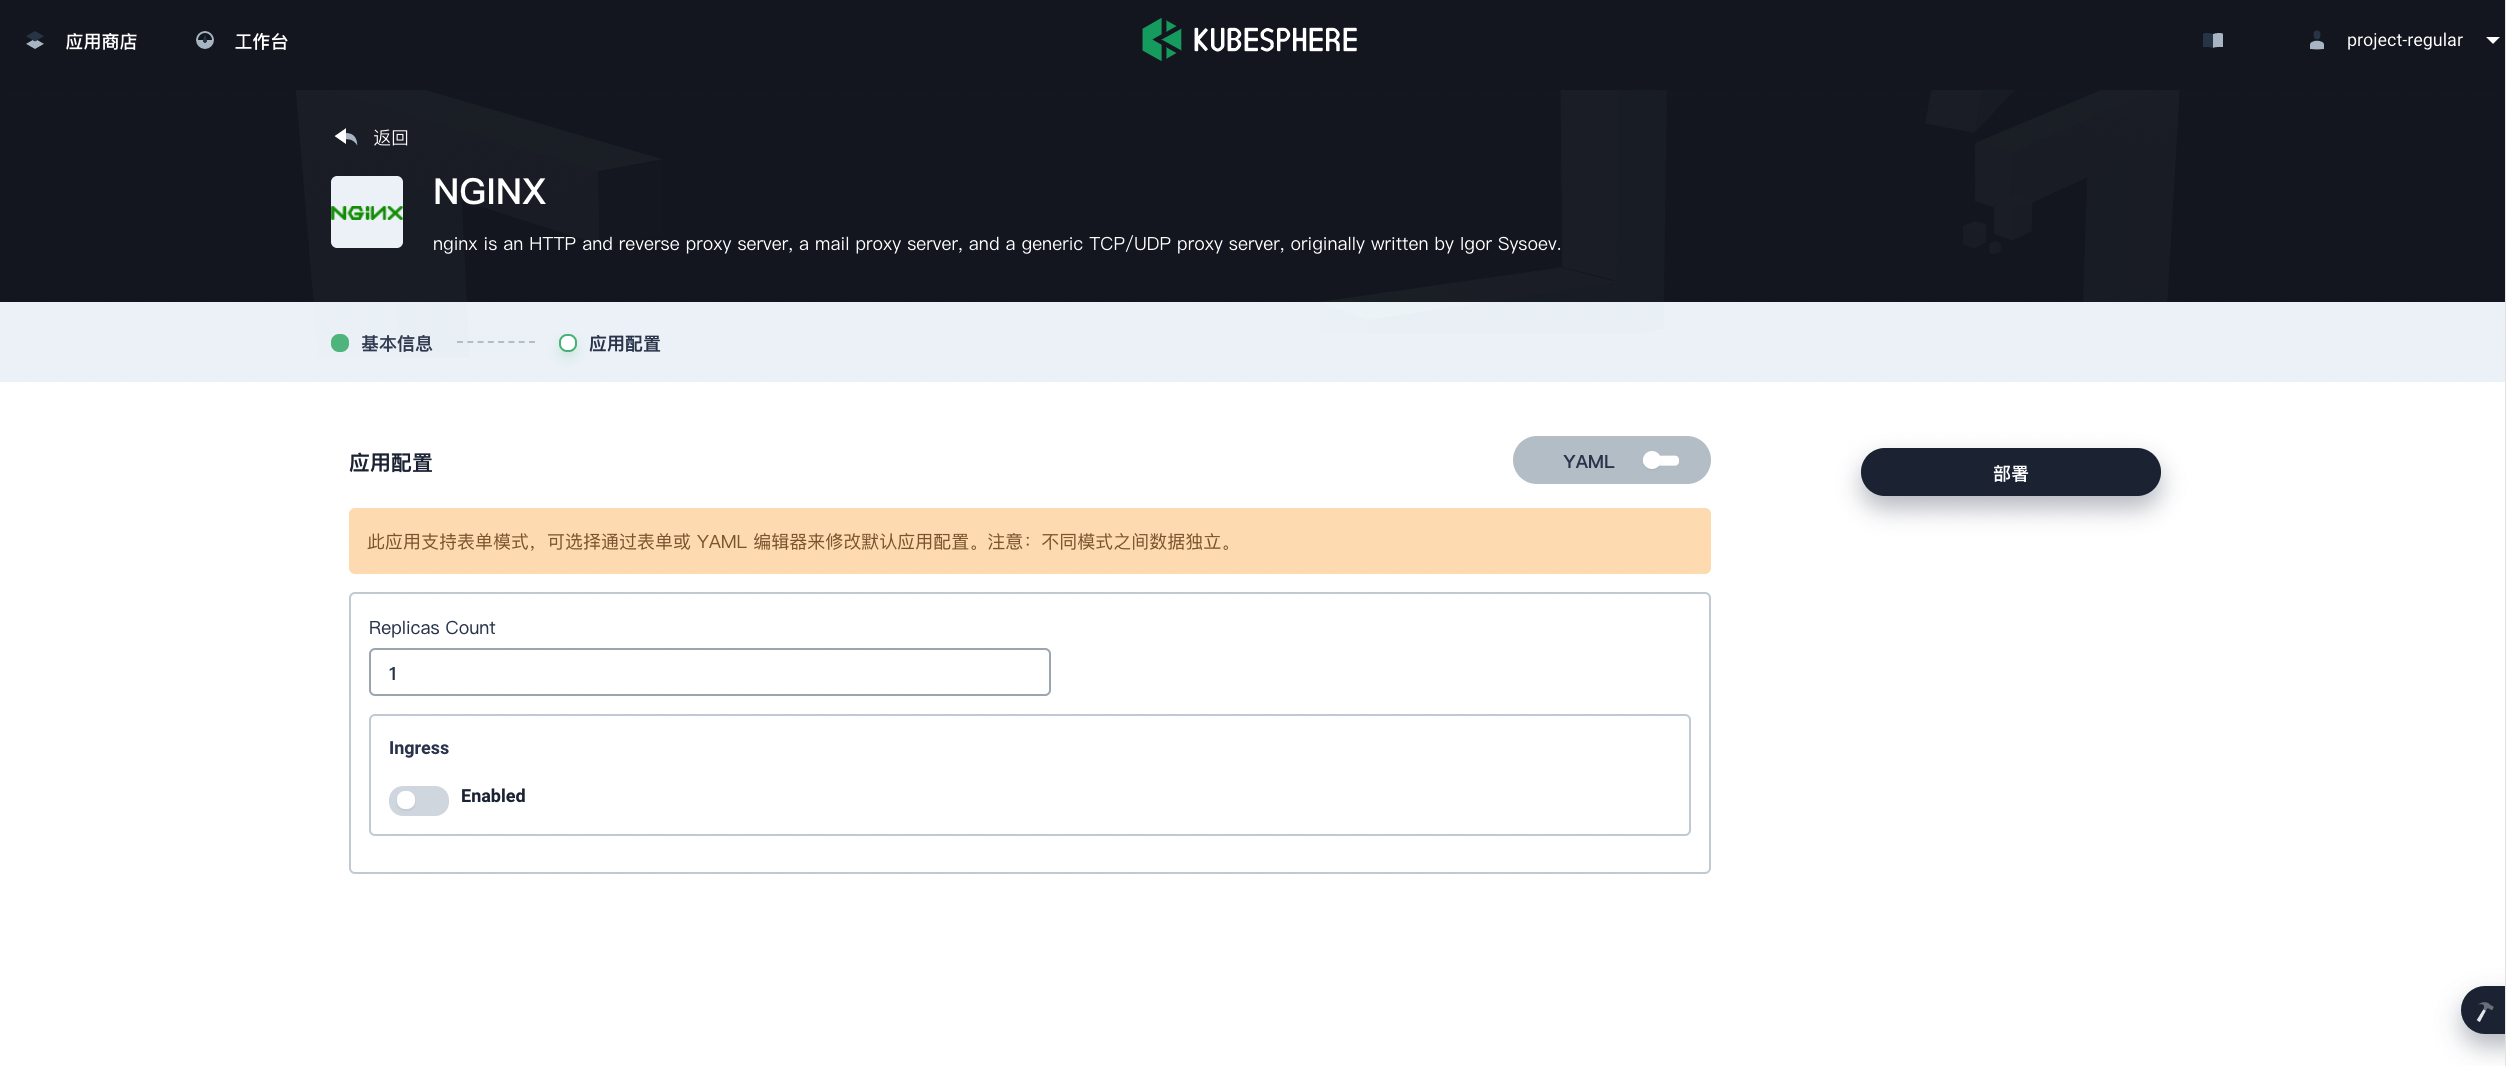 应用商店
工作台
KUBESPHERE
project-regular
返回
NGINX
NGINX
nginx is an HTTP and reverse proxy server, a mail proxy server, and a generic TCP/UDP proxy server, originally written by Igor Sysoev.
基本信息
应用配置
应用配置
YAML
部署
此应用支持表单模式，可选择通过表单或 YAML 编辑器来修改默认应用配置。注意：不同模式之间数据独立。
Replicas Count
1
Ingress
Enabled